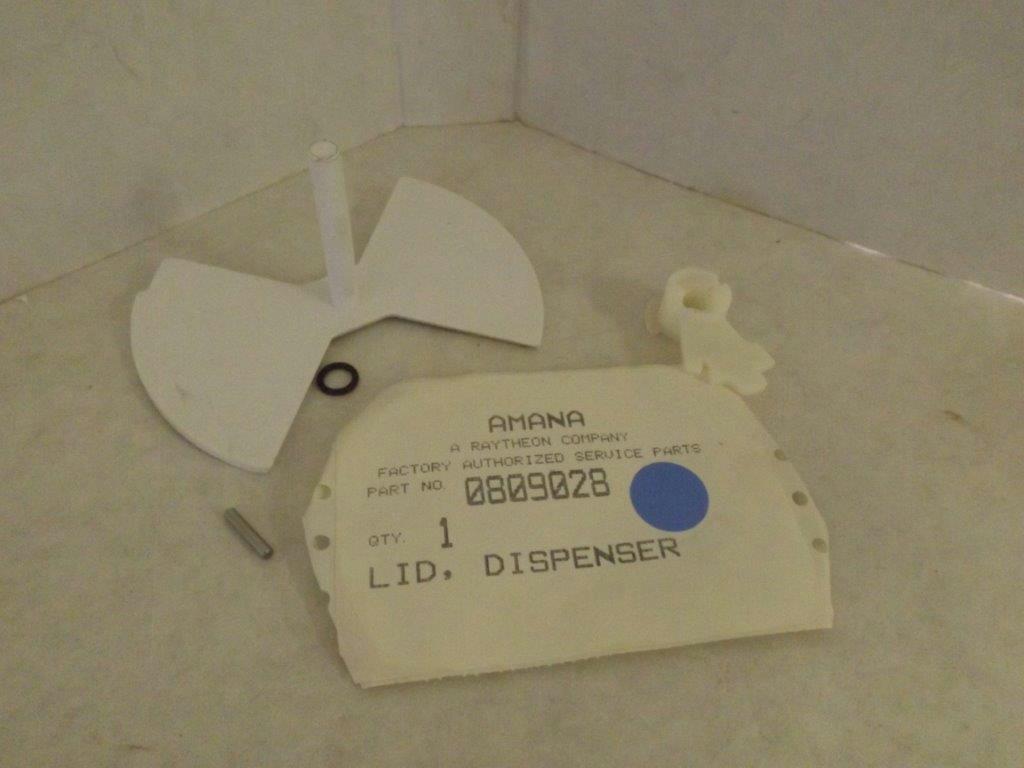 AMANA
A RAYTHEON COMPANY
FACTORY AUTHORIZED SERVICE PARTS
PART NO. 0809028
QTY. 1
LID, DISPENSER